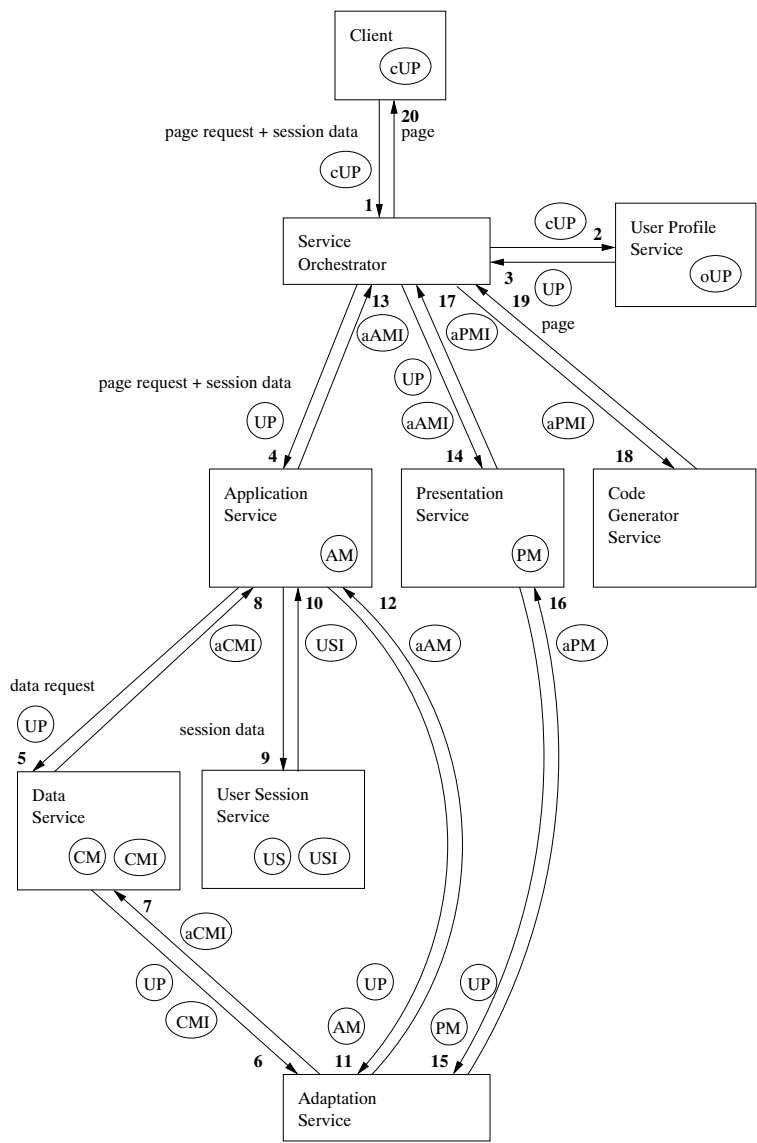 Client
cUP
20
page request + session data
page
cUP
1
cUP
2
User Profile
Service
Service
Orchestrator
oUP
3
UP
13
17
19
aAMI
aPMI
page
UP
page request + session data
UP
aAMI
aPMI
4
14
18
Application
Service
Presentation
Service
Code
Generator
Service
AM
PM
8
10
12
16
aCMI
USI
aAM
aPM
data request
UP
session data
5
9
Data
Service
User Session
Service
CM
CMI
US
USI
7
aCMI
UP
UP
UP
CMI
AM
PM
6
11
15
Adaptation
Service